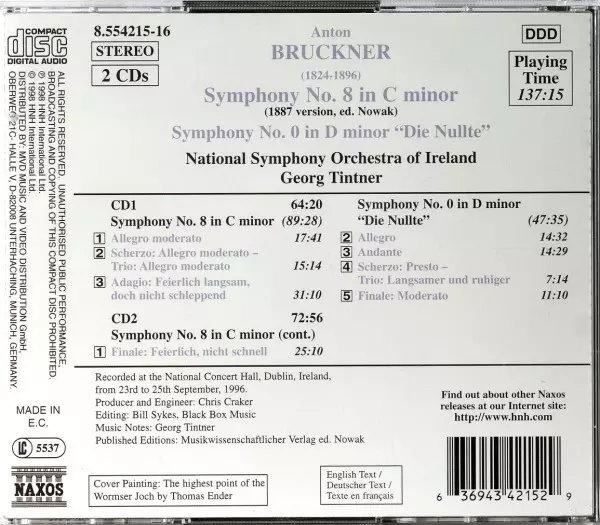 COMPACT
disc
DIGITAL AUDIO
8.554215-16
STEREO
2 CDs
Anton
BRUCKNER
(1824-1896)
Symphony No. 8 in C minor
(1887 version, ed. Nowak)
Symphony No. 0 in D minor “Die Nullte”
DDD
Playing
Time
137:15
National Symphony Orchestra of Ireland
Georg Tintner
CD1 64:20
Symphony No. 8 in C minor (89:28)
1 Allegro moderato 17:41
2 Scherzo: Allegro moderato –
Trio: Allegro moderato 15:14
3 Adagio: Feierlich langsam,
doch nicht schleppend 31:10
CD2 72:56
Symphony No. 8 in C minor (cont.)
1 Finale: Feierlich, nicht schnell 25:10
Symphony No. 0 in D minor
“Die Nullte” (47:35)
2 Allegro 14:32
3 Andante 14:29
4 Scherzo: Presto –
Trio: Langsamer und ruhiger 7:14
5 Finale: Moderato 11:10
Recorded at the National Concert Hall, Dublin, Ireland,
from 23rd to 25th September, 1996.
Producer and Engineer: Chris Craker
Editing: Bill Sykes, Black Box Music
Music Notes: Georg Tintner
Published Editions: Musikwissenschaftlicher Verlag ed. Nowak
Find out about other Naxos
releases at our Internet site:
http://www.hnh.com
Cover Painting: The highest point of the
Wormser Joch by Thomas Ender
English Text /
Deutscher Text /
Texte en français
6 36943 42152 9
ALL RIGHTS RESERVED. UNAUTHORISED PUBLIC PERFORMANCE,
BROADCASTING AND COPYING OF THIS COMPACT DISC PROHIBITED.
℗ 1998 HNH International Ltd.
© 1998 HNH International Ltd.
DISTRIBUTED BY: MVD MUSIC AND VIDEO DISTRIBUTION GmbH,
OBERWEG 21C· HALLE V, D-82008 UNTERHACHING, MUNICH, GERMANY.
MADE IN
E.C.
LC 5537
NAXOS